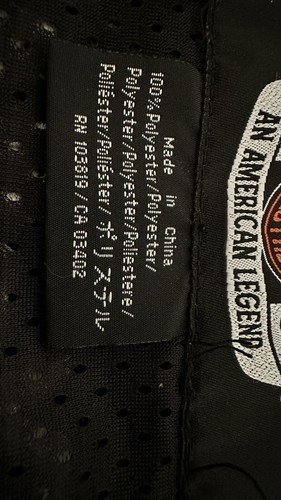 Made in China
100% Polyester/Polyester/
Polyester/Polyester/Poliestere/
Poliéster/Poliéster/ポリステル
RN 103819 / CA 03402
AN AMERICAN LEGEND